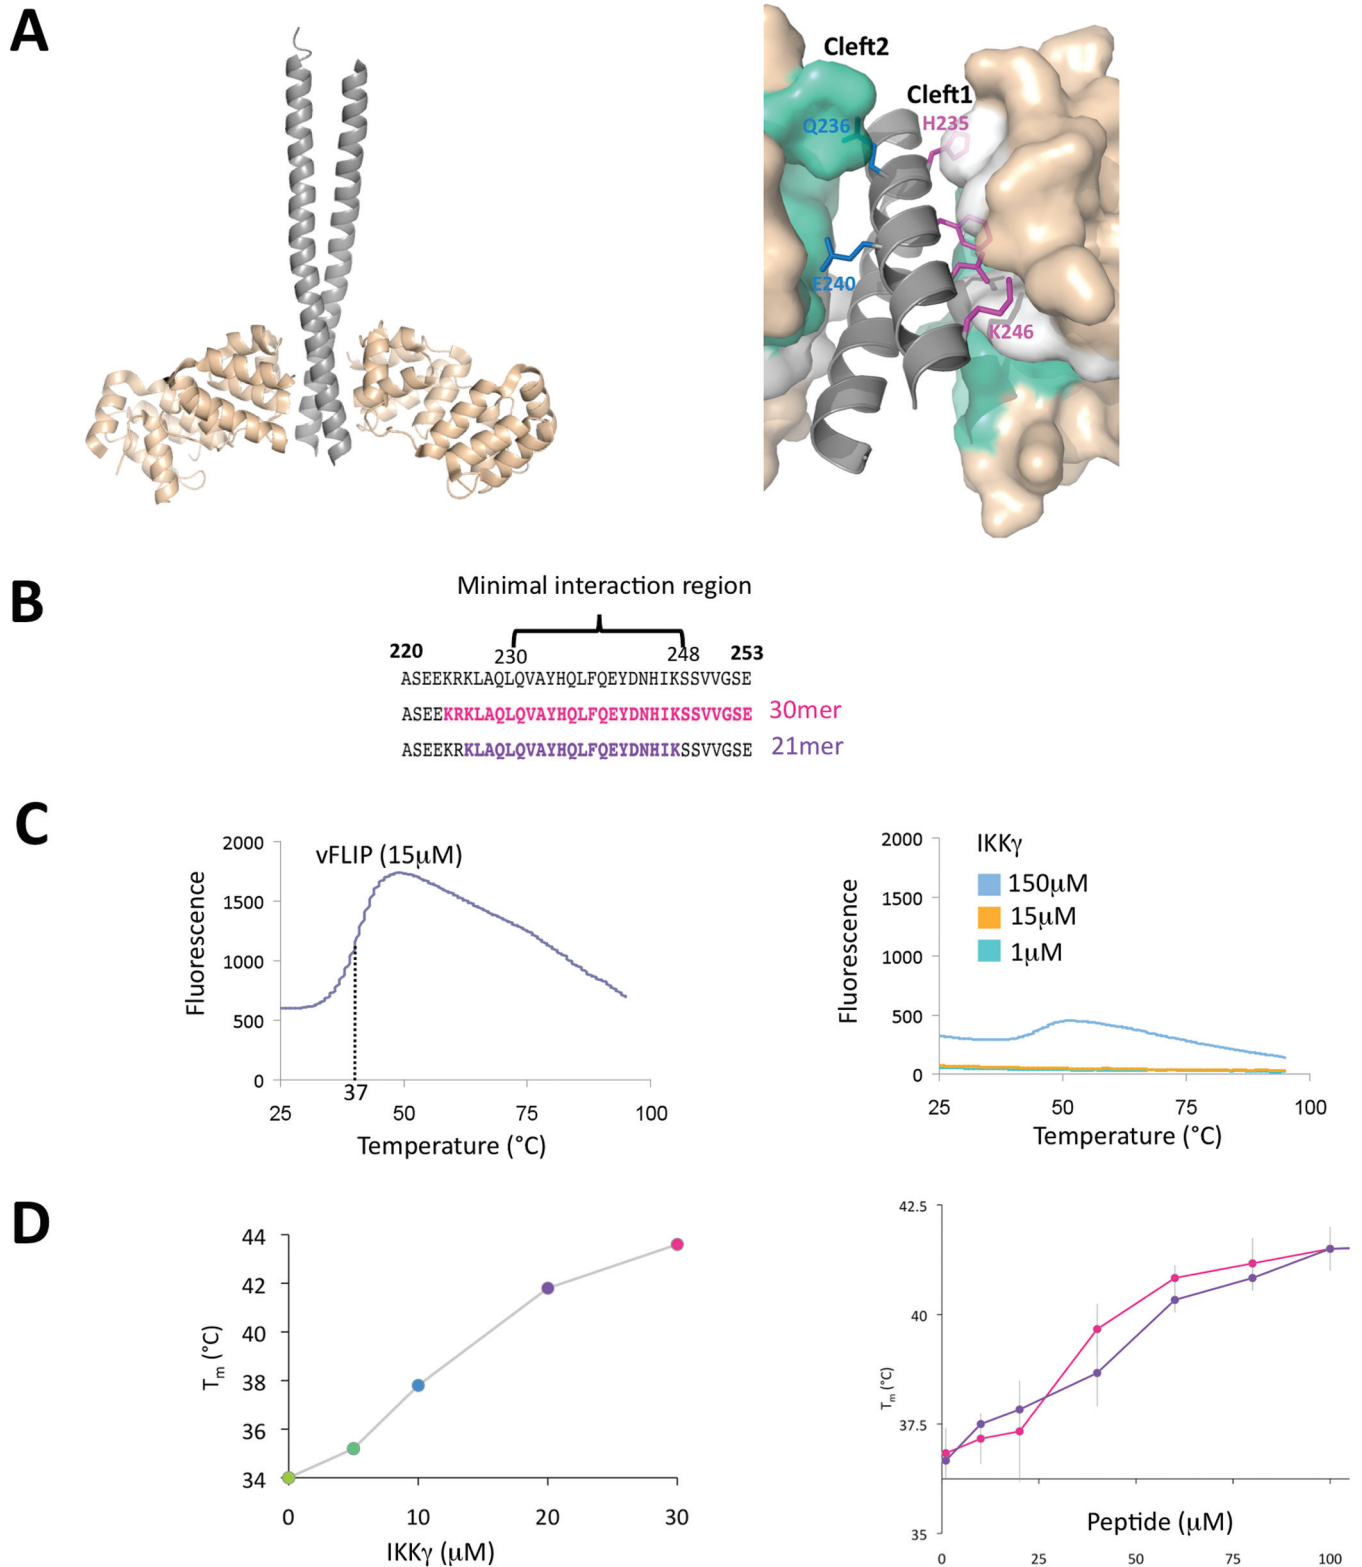 A
Cleft2
Cleft1
Q236
H235
E240
K246
B
Minimal interaction region
220 230 248 253
ASEEKRKLAQLQVAYHQLFQEYDNHIKSSVVGSE
ASEEKRKLAQLQVAYHQLFQEYDNHIKSSVVGSE 30mer
ASEEKRKLAQLQVAYHQLFQEYDNHIKSSVVGSE 21mer
C
2000
1500
1000
500
0
Fluorescence
vFLIP (15μM)
37
25 50 75 100
Temperature (°C)
2000
1500
1000
500
0
Fluorescence
IKKγ
150μM
15μM
1μM
25 50 75 100
Temperature (°C)
D
44
42
40
38
36
34
Tm (°C)
0 10 20 30
IKKγ (μM)
42.5
40
37.5
35
Tm (°C)
Peptide (μM)
0 25 50 75 100